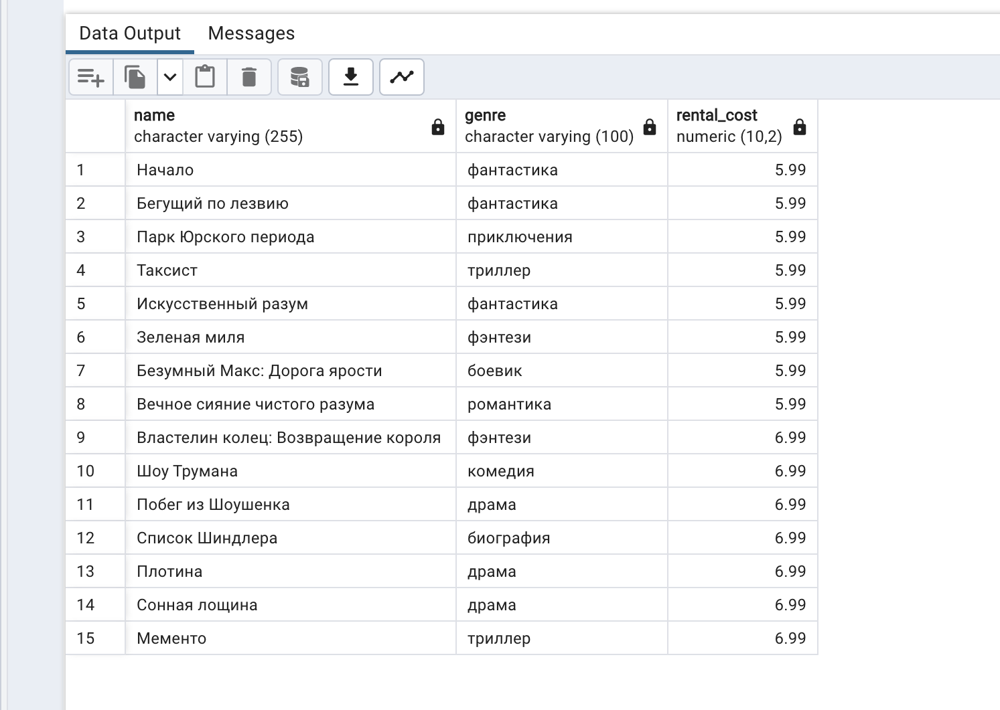 Data Output Messages
name genre rental_cost
character varying (255) character varying (100) numeric (10,2)
1 Начало фантастика 5.99
2 Бегущий по лезвию фантастика 5.99
3 Парк Юрского периода приключения 5.99
4 Таксист триллер 5.99
5 Искусственный разум фантастика 5.99
6 Зеленая миля фэнтези 5.99
7 Безумный Макс: Дорога ярости боевик 5.99
8 Вечное сияние чистого разума романтика 5.99
9 Властелин колец: Возвращение короля фэнтези 6.99
10 Шоу Трумана комедия 6.99
11 Побег из Шоушенка драма 6.99
12 Список Шиндлера биография 6.99
13 Плотина драма 6.99
14 Сонная лощина драма 6.99
15 Мементо триллер 6.99